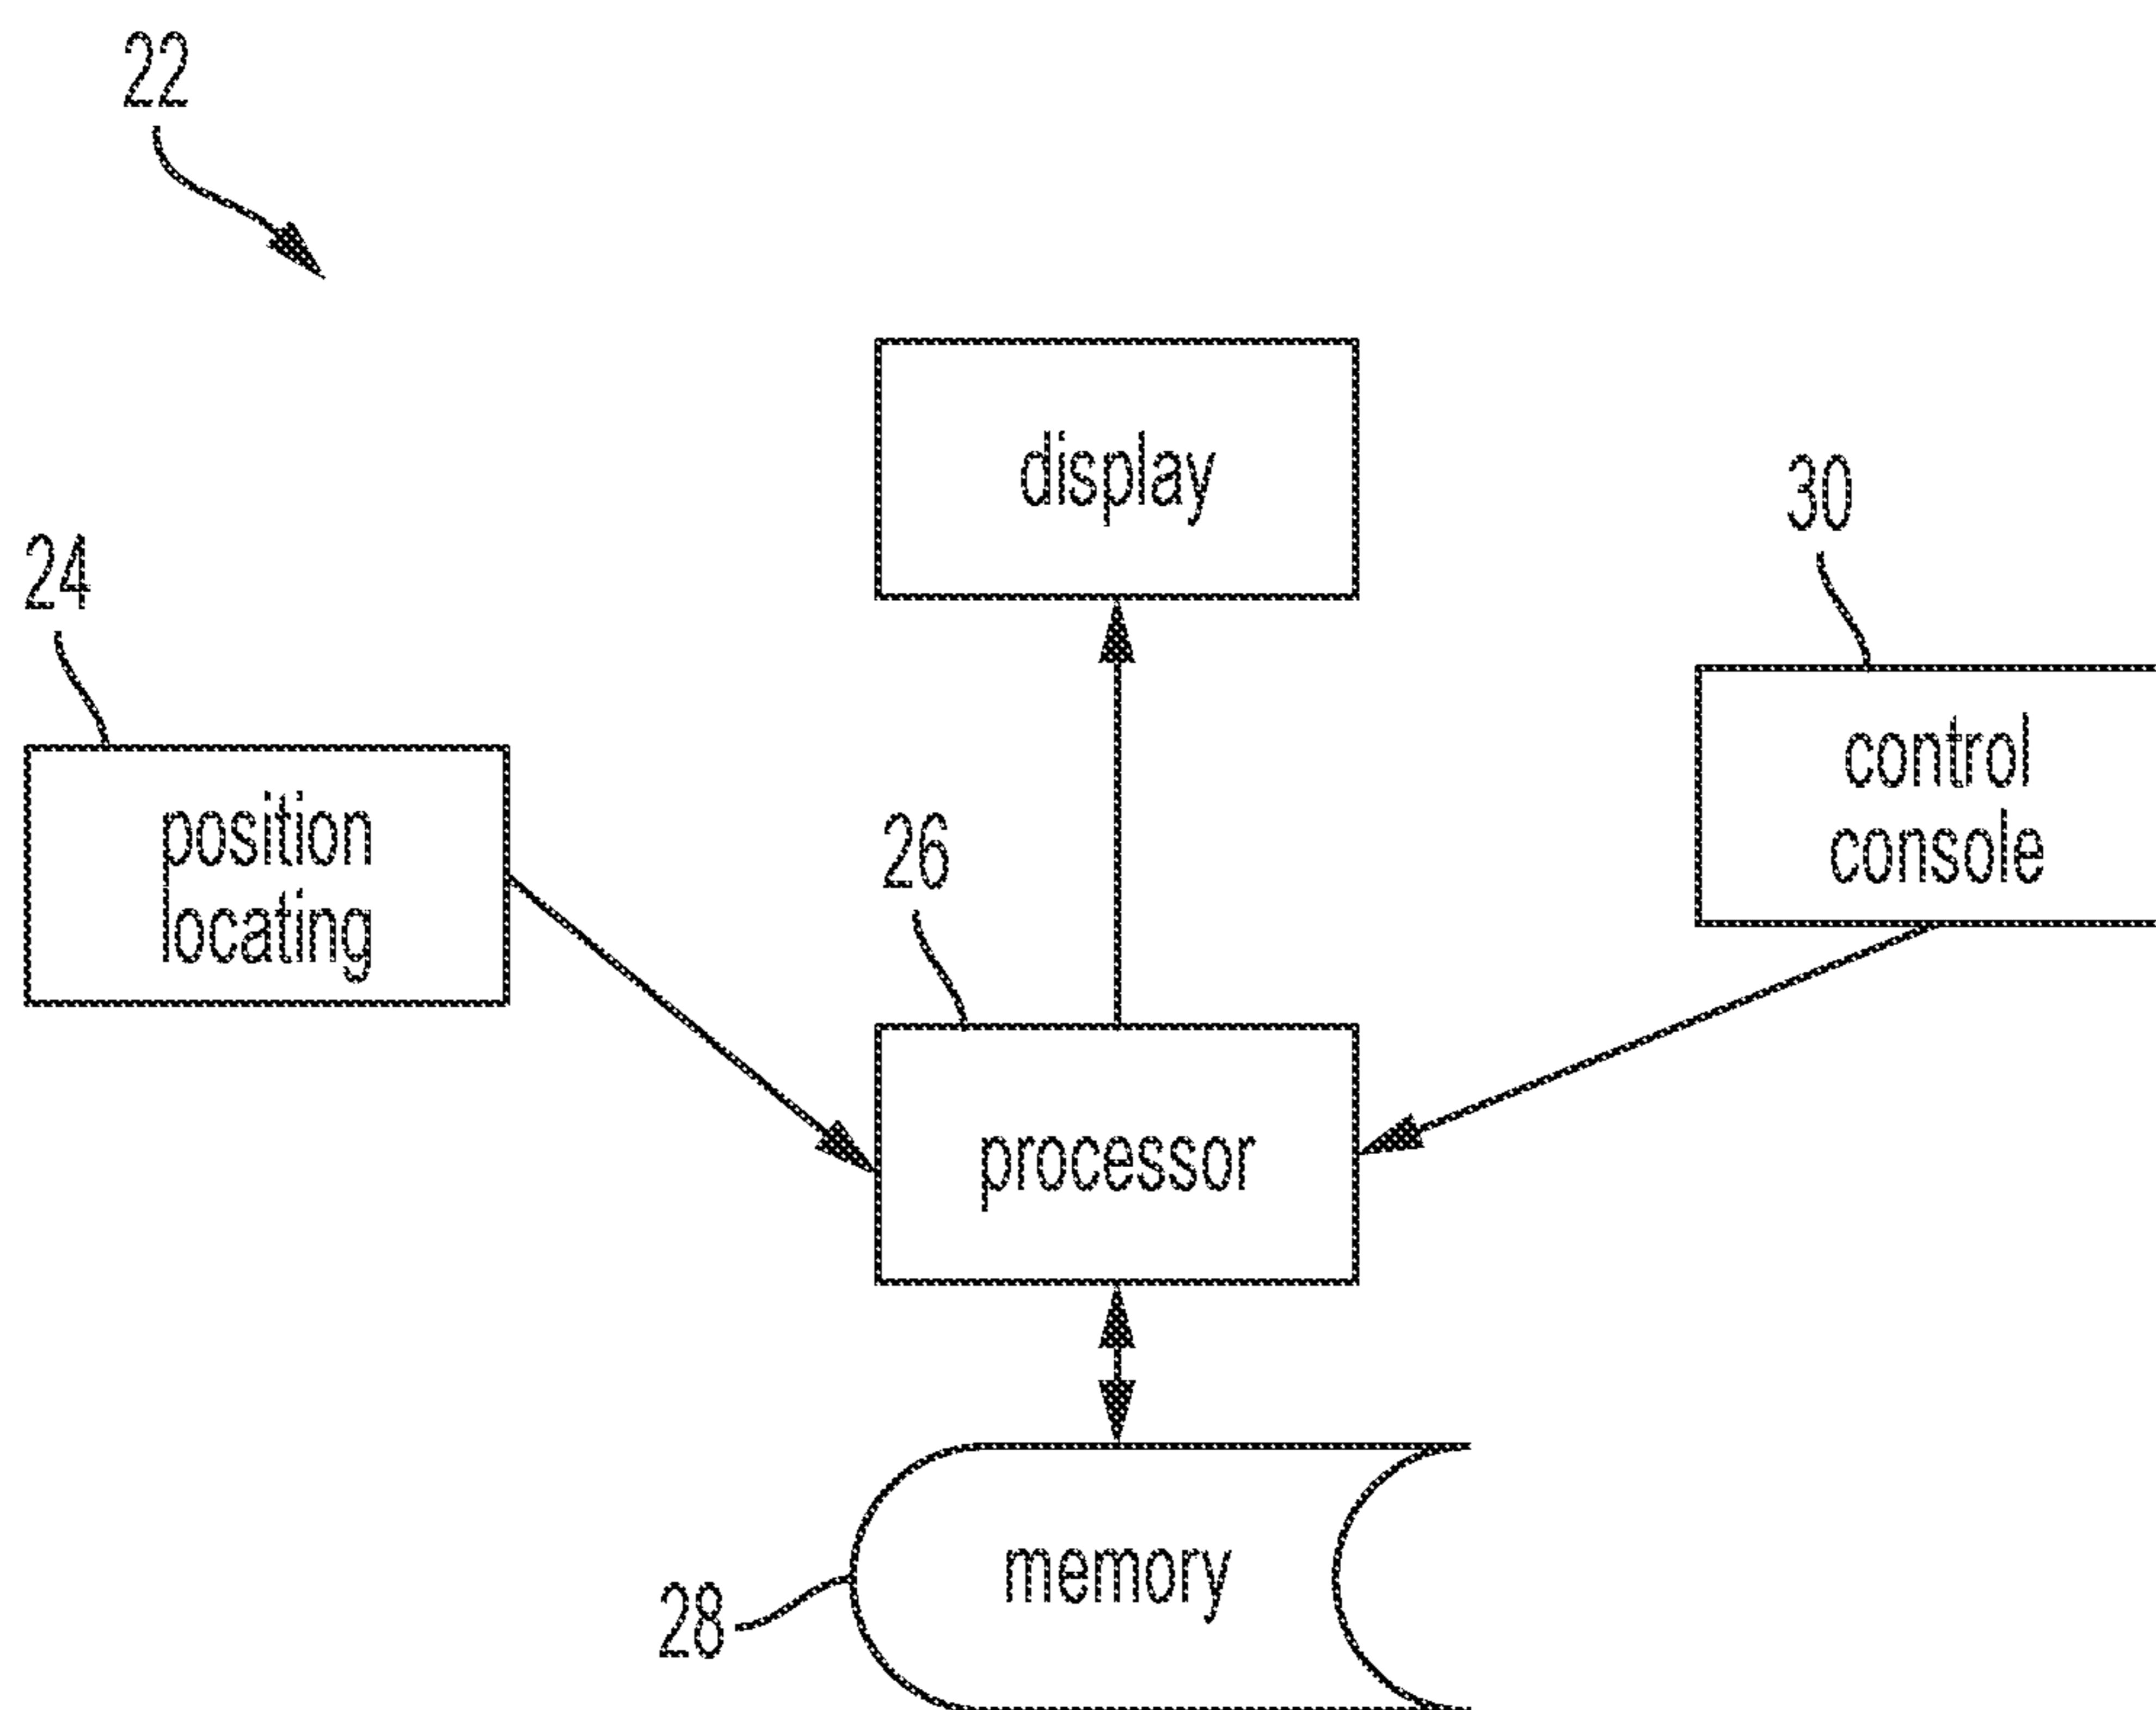 22
display
30
24
control
console
position
locating
26
processor
memory
28